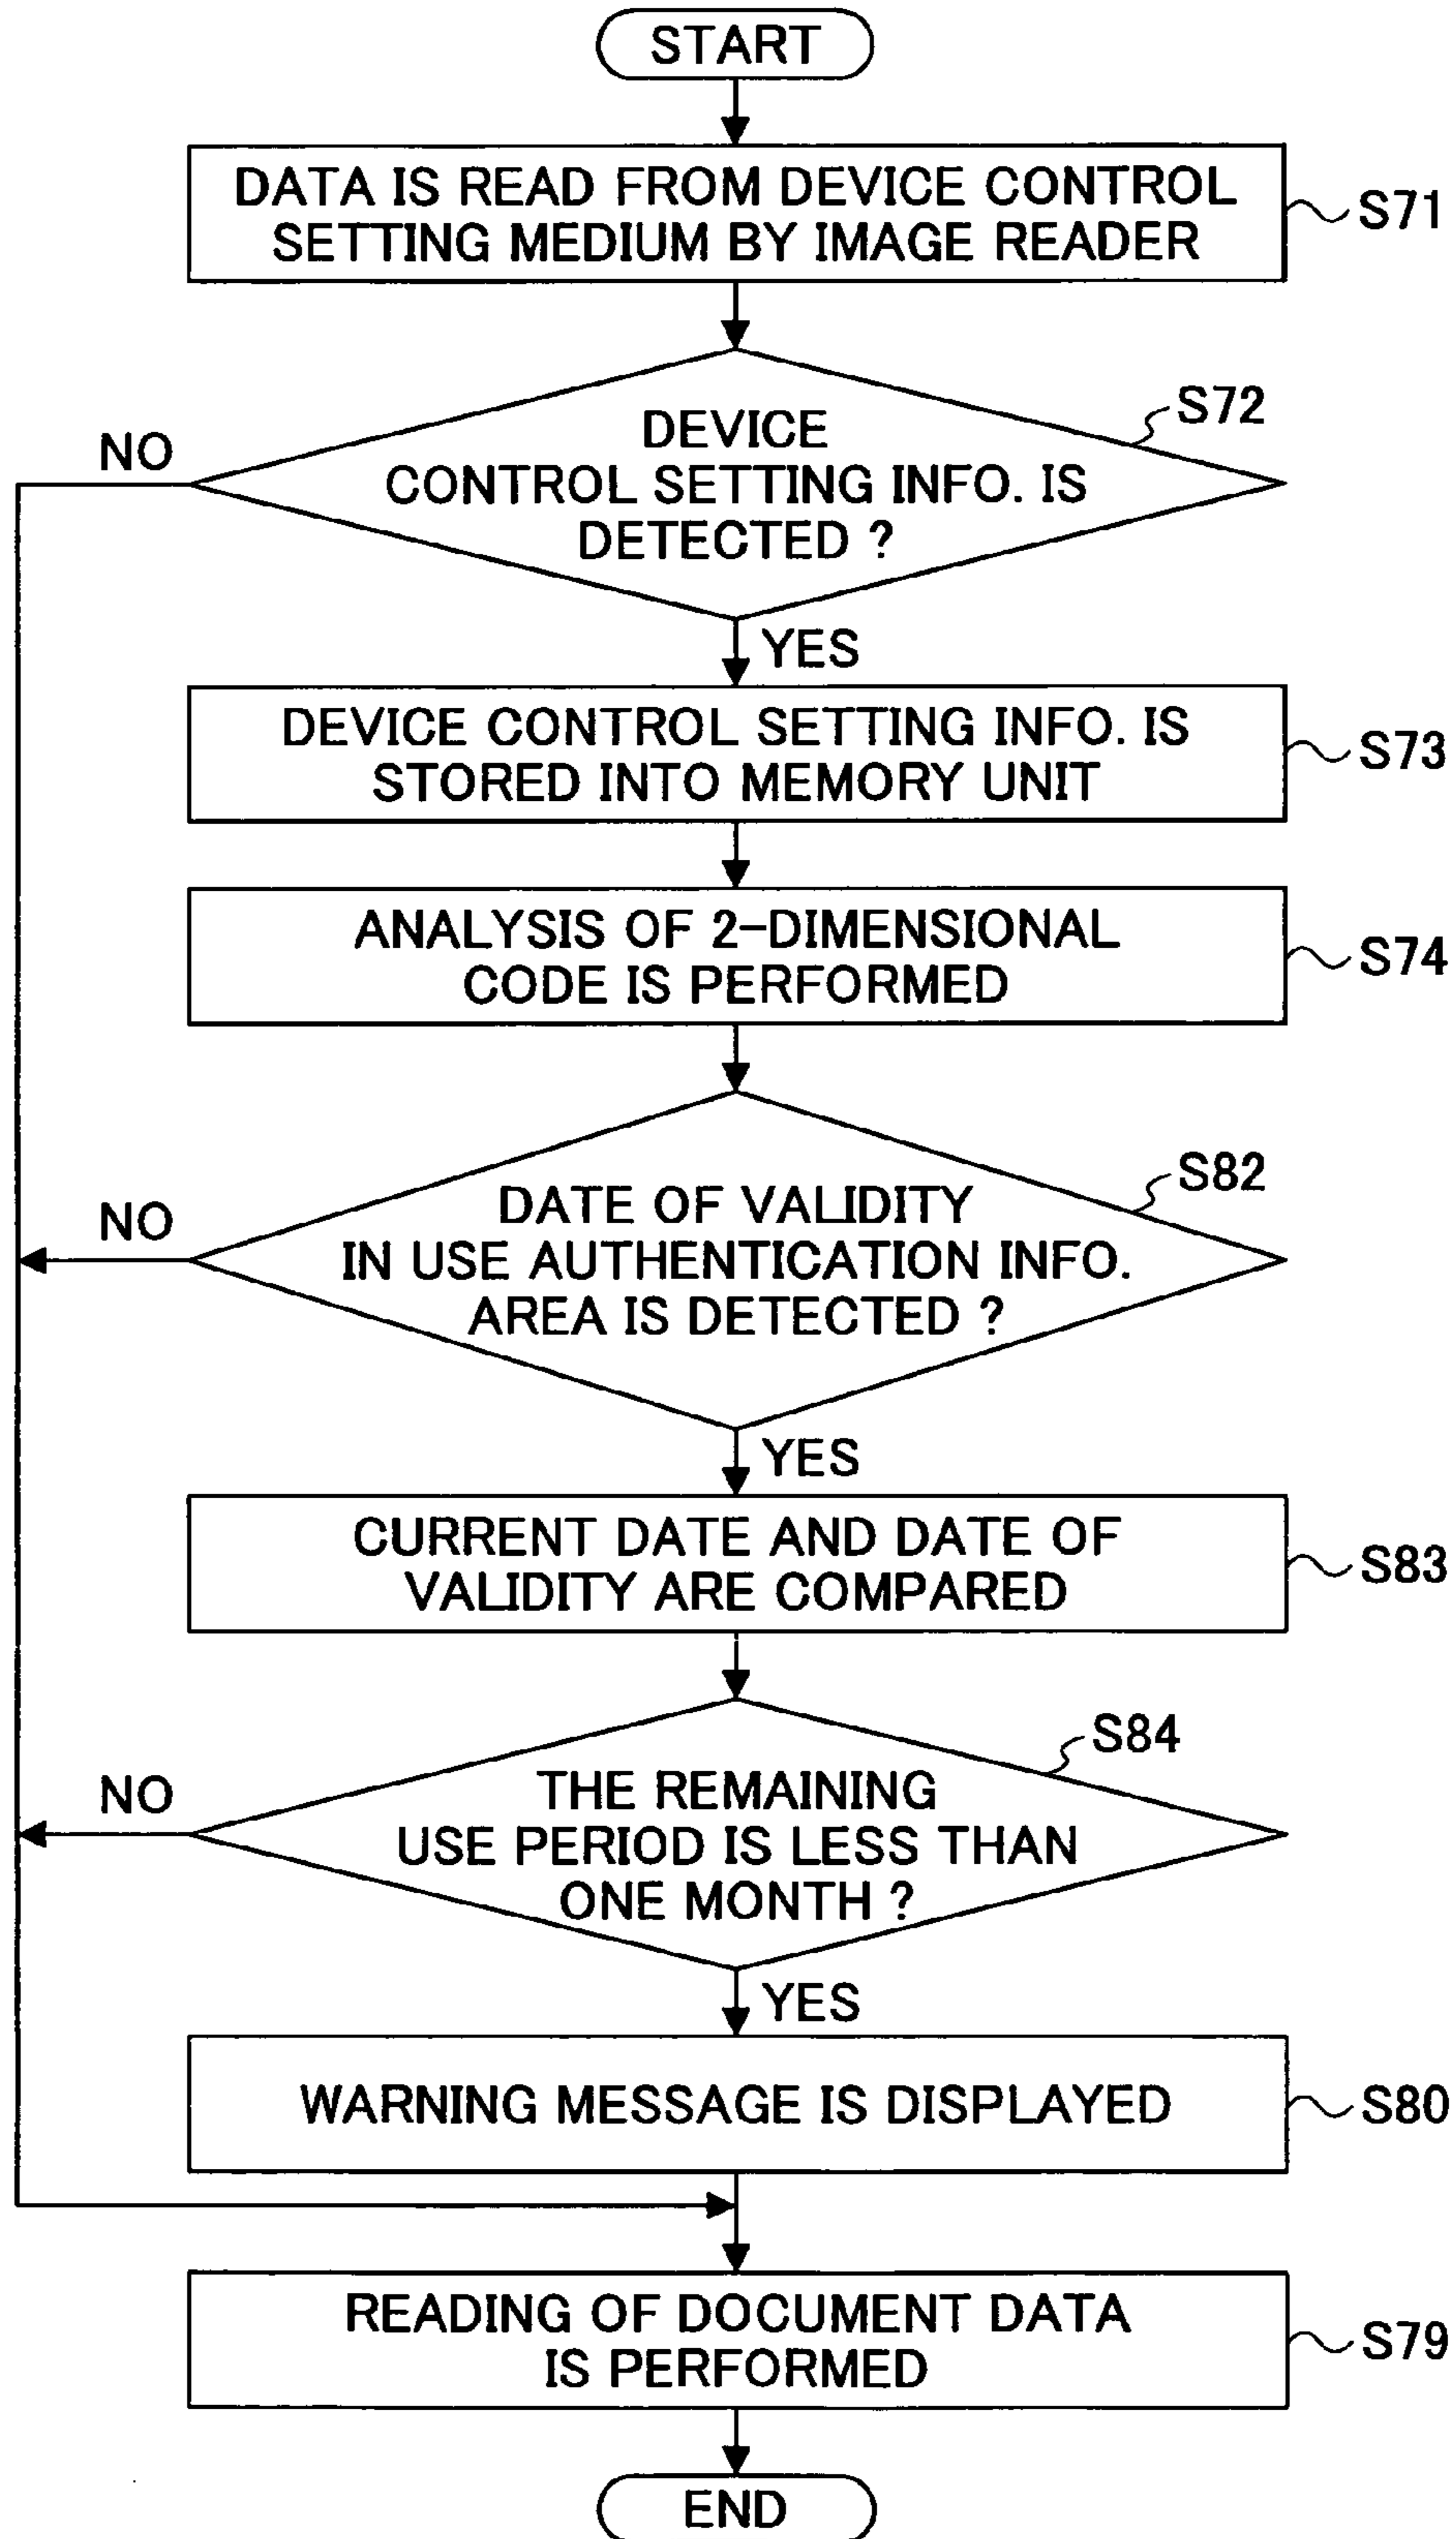 START
DATA IS READ FROM DEVICE CONTROL
SETTING MEDIUM BY IMAGE READER
S71
S72
DEVICE
NO
CONTROL SETTING INFO. IS
DETECTED ?
YES
DEVICE CONTROL SETTING INFO. IS
STORED INTO MEMORY UNIT
S73
ANALYSIS OF 2-DIMENSIONAL
CODE IS PERFORMED
S74
S82
DATE OF VALIDITY
NO
IN USE AUTHENTICATION INFO.
AREA IS DETECTED ?
YES
CURRENT DATE AND DATE OF
VALIDITY ARE COMPARED
S83
S84
THE REMAINING
NO
USE PERIOD IS LESS THAN
ONE MONTH ?
YES
WARNING MESSAGE IS DISPLAYED
S80
READING OF DOCUMENT DATA
IS PERFORMED
S79
END